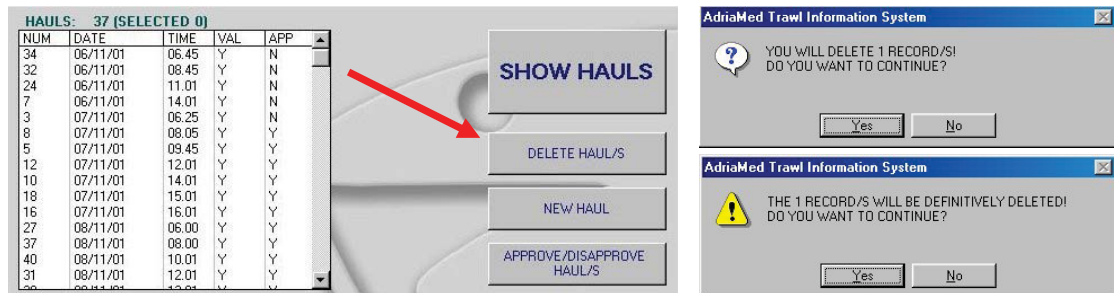 HAULS: 37 (SELECTED 0)
NUM DATE TIME VAL APP
34 06/11/01 06.45 Y N
32 06/11/01 08.45 Y N
24 06/11/01 11.01 Y N
7 06/11/01 14.01 Y N
3 07/11/01 06.25 Y N
8 07/11/01 08.05 Y Y
5 07/11/01 09.45 Y Y
12 07/11/01 12.01 Y Y
10 07/11/01 14.01 Y Y
18 07/11/01 15.01 Y Y
16 07/11/01 16.01 Y Y
27 08/11/01 06.00 Y Y
37 08/11/01 08.00 Y Y
40 08/11/01 10.01 Y Y
31 08/11/01 12.01 Y Y
SHOW HAULS
DELETE HAUL/S
NEW HAUL
APPROVE/DISAPPROVE
HAUL/S
AdriaMed Trawl Information System
YOU WILL DELETE 1 RECORD/S!
DO YOU WANT TO CONTINUE?
Yes No
AdriaMed Trawl Information System
THE 1 RECORD/S WILL BE DEFINITIVELY DELETED!
DO YOU WANT TO CONTINUE?
Yes No